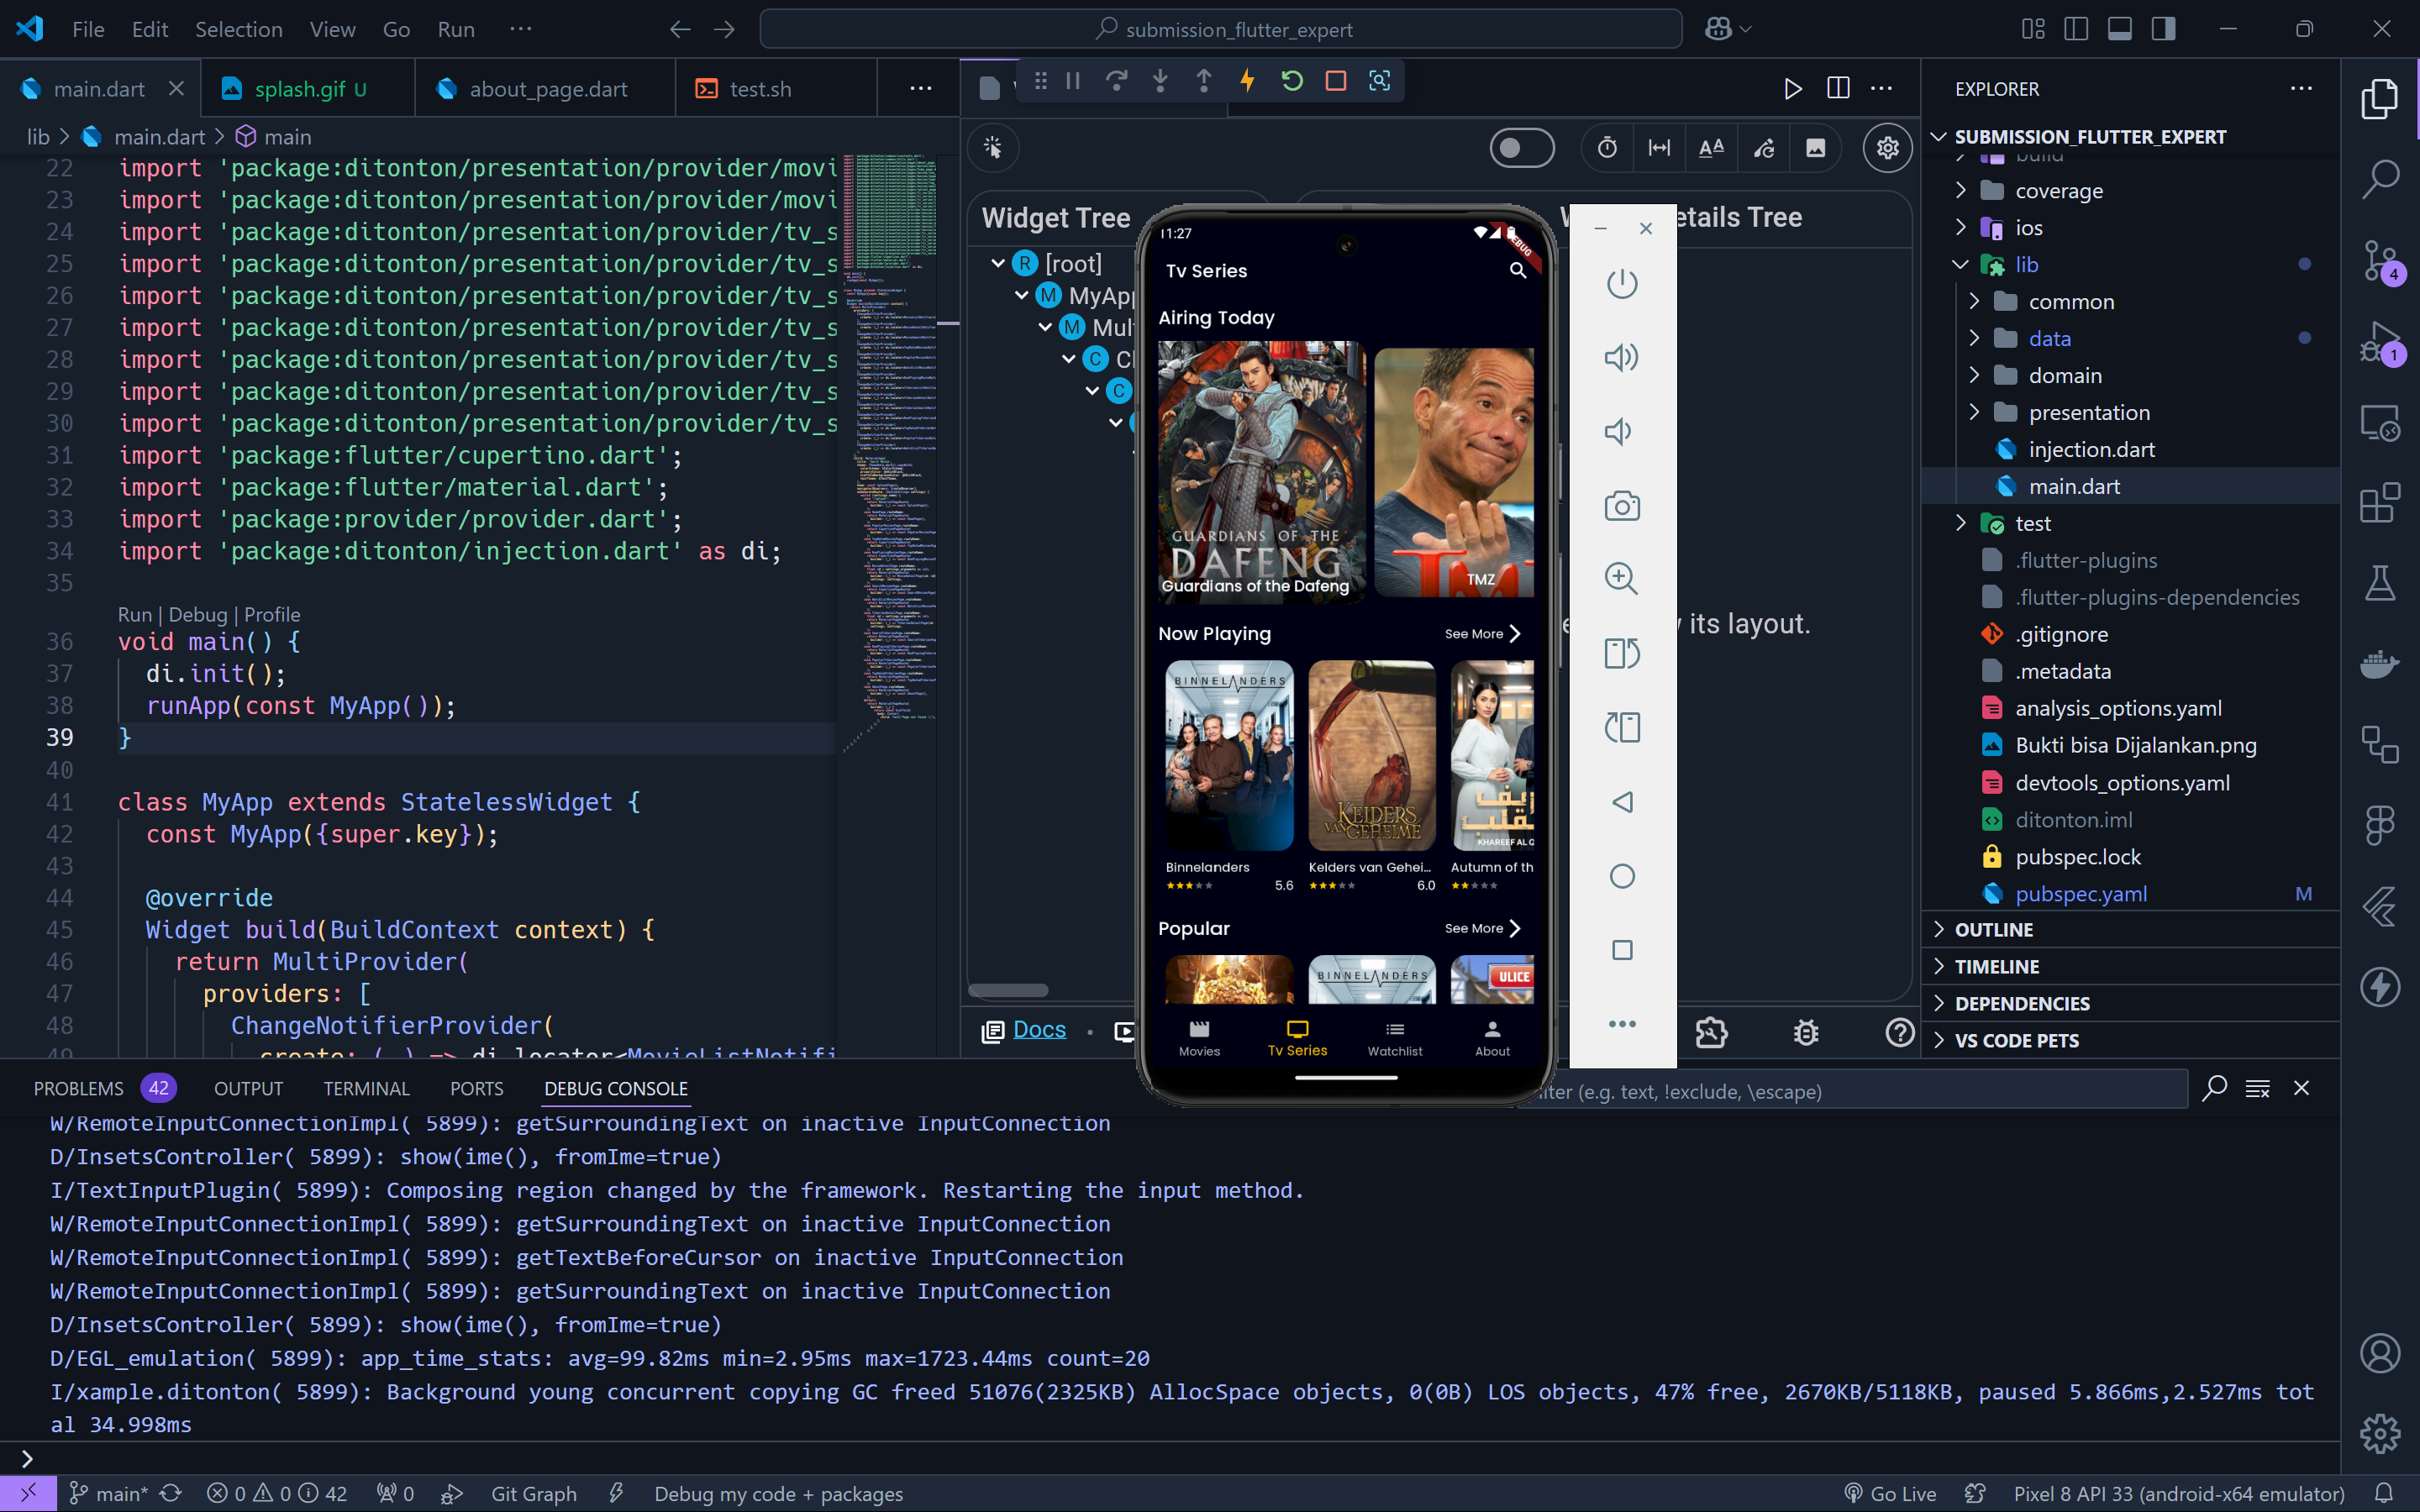 File Edit Selection View Go Run ···
submission_flutter_expert
main.dart
splash.gif U
about_page.dart
test.sh
lib > main.dart > main
22 import 'package:ditonton/presentation/provider/movi
23 import 'package:ditonton/presentation/provider/movi
24 import 'package:ditonton/presentation/provider/tv_s
25 import 'package:ditonton/presentation/provider/tv_s
26 import 'package:ditonton/presentation/provider/tv_s
27 import 'package:ditonton/presentation/provider/tv_s
28 import 'package:ditonton/presentation/provider/tv_s
29 import 'package:ditonton/presentation/provider/tv_s
30 import 'package:ditonton/presentation/provider/tv_s
31 import 'package:flutter/cupertino.dart';
32 import 'package:flutter/material.dart';
33 import 'package:provider/provider.dart';
34 import 'package:ditonton/injection.dart' as di;
35
Run | Debug | Profile
36 void main() {
37 di.init();
38 runApp(const MyApp());
39 }
40
41 class MyApp extends StatelessWidget {
42 const MyApp({super.key});
43
44 @override
45 Widget build(BuildContext context) {
46 return MultiProvider(
47 providers: [
48 ChangeNotifierProvider(
49 create: (_) => di.locator<MovieListNotifi
Widget Tree
R [root]
M MyApp
M Mul
C
C
etails Tree
its layout.
Docs
11:27
DEBUG
Tv Series
Airing Today
GUARDIANS OF THE
DAFENG
Guardians of the Dafeng
TMZ
Now Playing
See More
BINNELANDERS
KELDERS
VAN GEHEIME
KHAREEF AL Q
Binnelanders
5.6
Kelders van Gehei...
6.0
Autumn of th
Popular
See More
BINNELANDERS
ULICE
Movies
Tv Series
Watchlist
About
EXPLORER
SUBMISSION_FLUTTER_EXPERT
build
coverage
ios
lib
common
data
domain
presentation
injection.dart
main.dart
test
.flutter-plugins
.flutter-plugins-dependencies
.gitignore
.metadata
analysis_options.yaml
Bukti bisa Dijalankan.png
devtools_options.yaml
ditonton.iml
pubspec.lock
pubspec.yaml M
OUTLINE
TIMELINE
DEPENDENCIES
VS CODE PETS
4
1
PROBLEMS 42 OUTPUT TERMINAL PORTS DEBUG CONSOLE
ter (e.g. text, !exclude, \escape)
W/RemoteInputConnectionImpl( 5899): getSurroundingText on inactive InputConnection
D/InsetsController( 5899): show(ime(), fromIme=true)
I/TextInputPlugin( 5899): Composing region changed by the framework. Restarting the input method.
W/RemoteInputConnectionImpl( 5899): getSurroundingText on inactive InputConnection
W/RemoteInputConnectionImpl( 5899): getTextBeforeCursor on inactive InputConnection
W/RemoteInputConnectionImpl( 5899): getSurroundingText on inactive InputConnection
D/InsetsController( 5899): show(ime(), fromIme=true)
D/EGL_emulation( 5899): app_time_stats: avg=99.82ms min=2.95ms max=1723.44ms count=20
I/xample.ditonton( 5899): Background young concurrent copying GC freed 51076(2325KB) AllocSpace objects, 0(0B) LOS objects, 47% free, 2670KB/5118KB, paused 5.866ms,2.527ms tot
al 34.998ms
main* 0 0 42 0 Git Graph Debug my code + packages
Go Live Pixel 8 API 33 (android-x64 emulator)